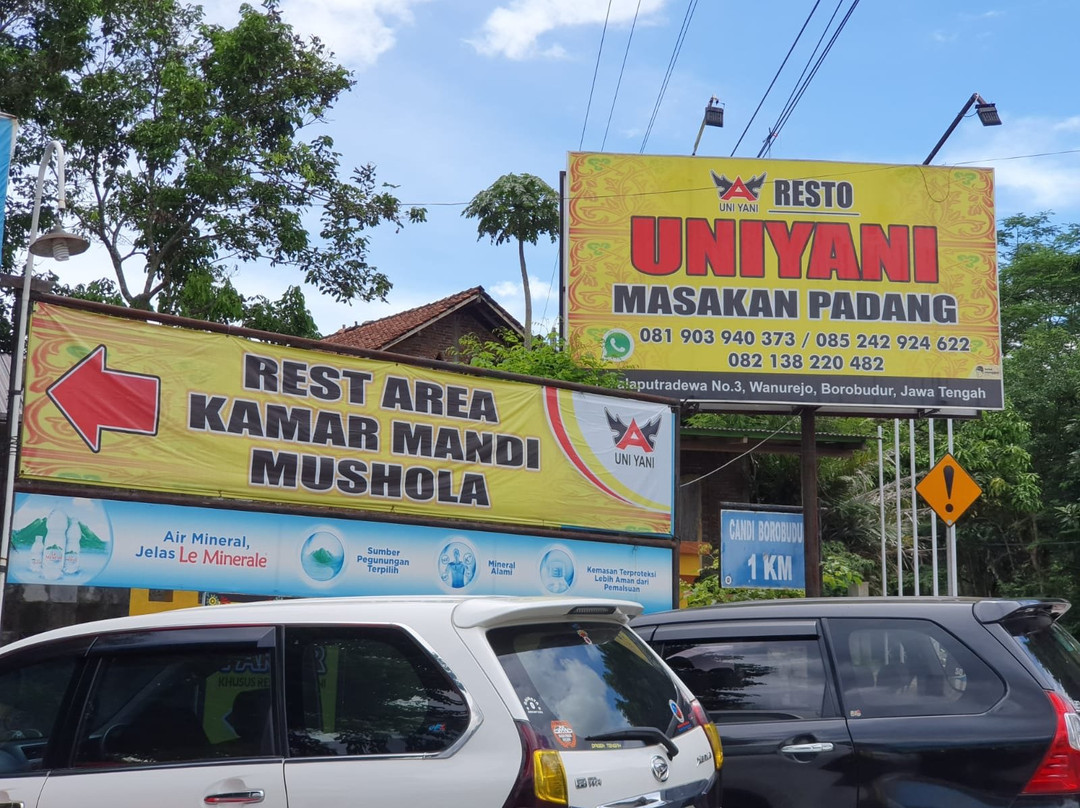 UNI YANI
RESTO
UNIYANI
MASAKAN PADANG
081 903 940 373 / 085 242 924 622
082 138 220 482
No.3, Wanurejo, Borobudur, Jawa Tengah
REST AREA
KAMAR MANDI
MUSHOLA
UNI YANI
Air Mineral,
Jelas Le Minerale
Sumber
Pegunungan
Terpilih
Mineral
Alami
Kemasan Terproteksi
Lebih Aman dari
Pemalsuan
CANDI BOROBUDU
1 KM
!